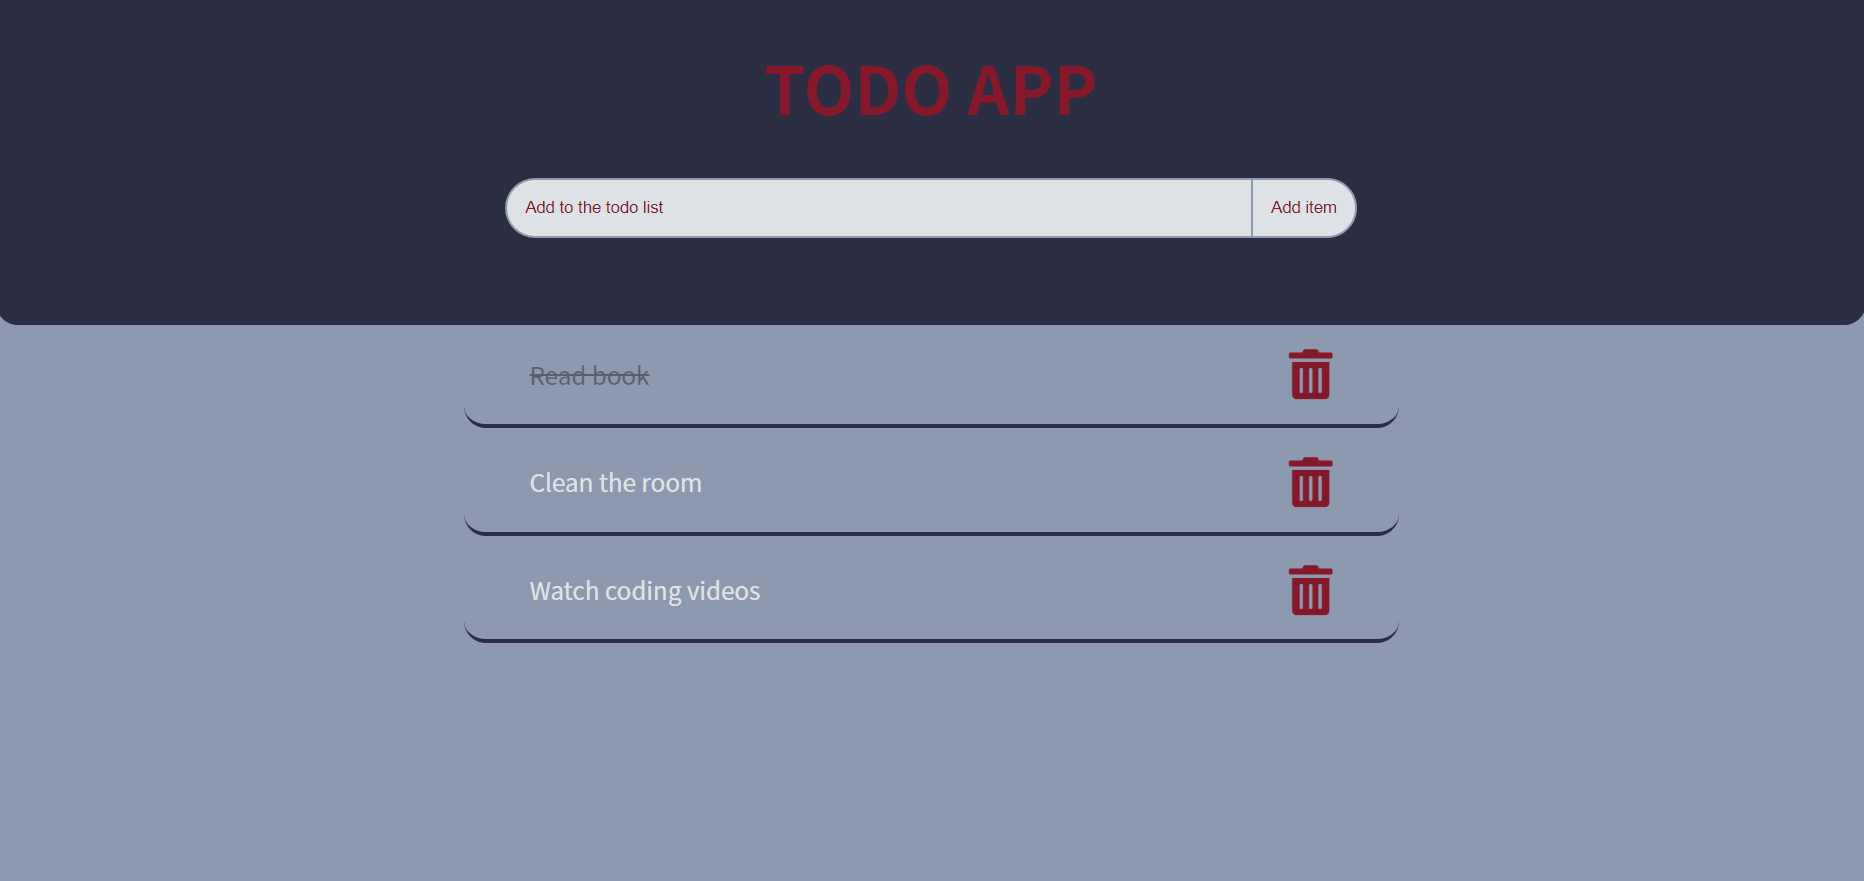 TODO APP
Add to the todo list
Add item
Read book
Clean the room
Watch coding videos